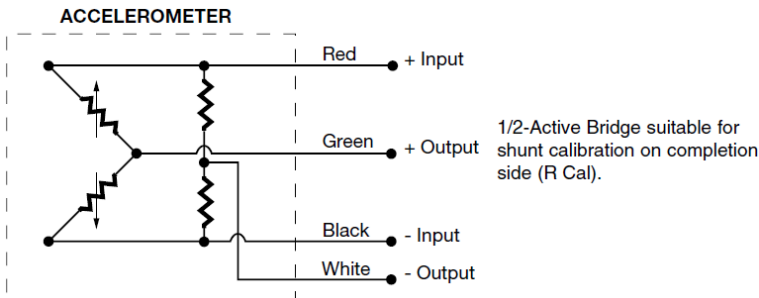 ACCELEROMETER
Red
+ Input
Green
+ Output
1/2-Active Bridge suitable for
shunt calibration on completion
side (R Cal).
Black
- Input
White
- Output